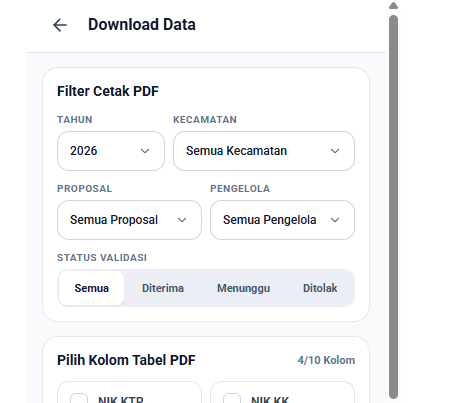 Download Data
Filter Cetak PDF
TAHUN KECAMATAN
2026 Semua Kecamatan
PROPOSAL PENGELOLA
Semua Proposal Semua Pengelola
STATUS VALIDASI
Semua Diterima Menunggu Ditolak
Pilih Kolom Tabel PDF 4/10 Kolom
NIK KTP NIK KK